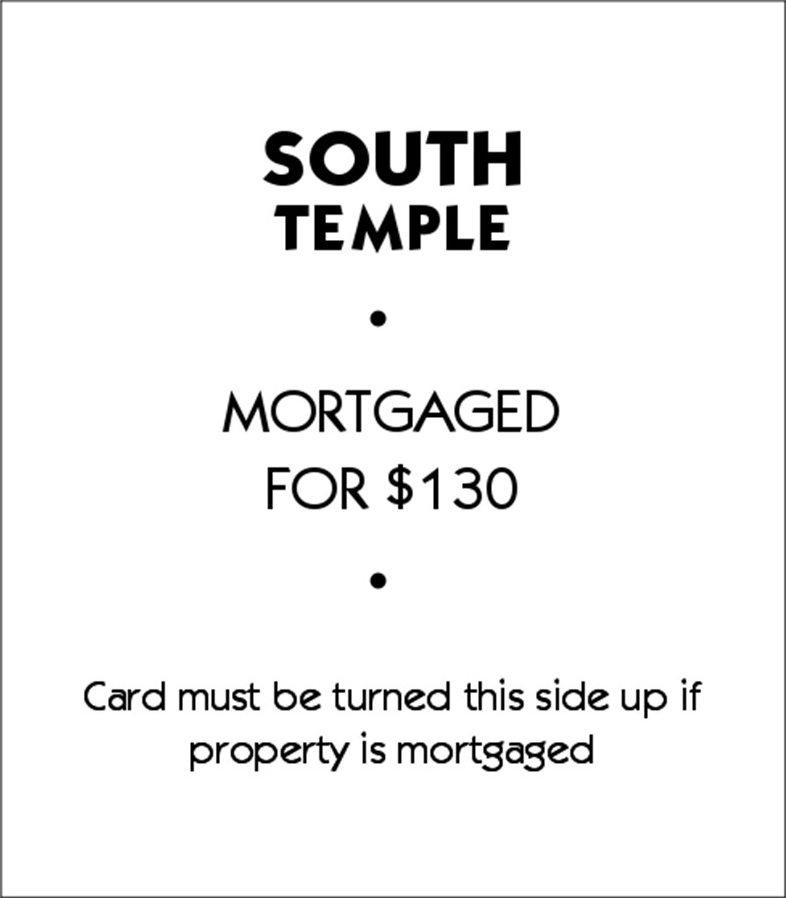 SOUTH
TEMPLE
•
MORTGAGED
FOR $130
•
Card must be turned this side up if
property is mortgaged